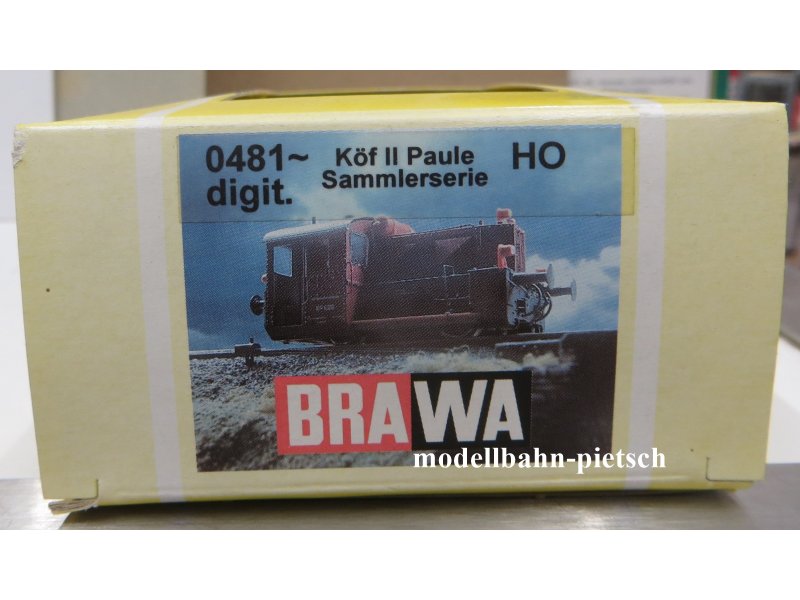 0481~ Köf II Paule HO
digit. Sammlerserie
BRAWA
modellbahn-pietsch